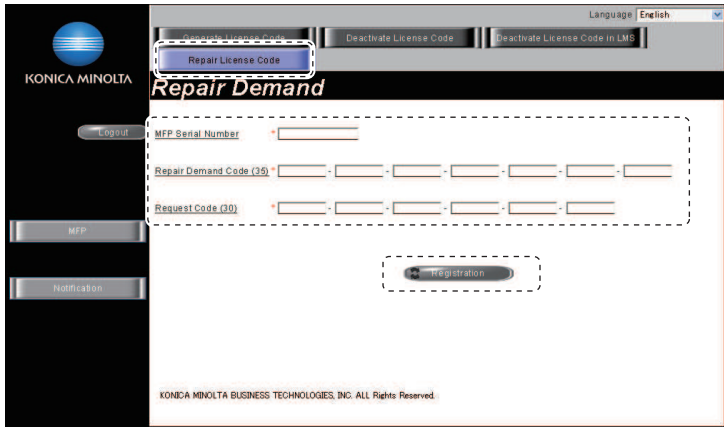 Language English
Generate License Code Deactivate License Code Deactivate License Code in LMS
Repair License Code
KONICA MINOLTA
Repair Demand
Logout
MFP Serial Number *
Repair Demand Code (35) * - - - - - -
Request Code (30) * - - - - -
MFP
Registration
Notification
KONICA MINOLTA BUSINESS TECHNOLOGIES, INC. ALL Rights Reserved.